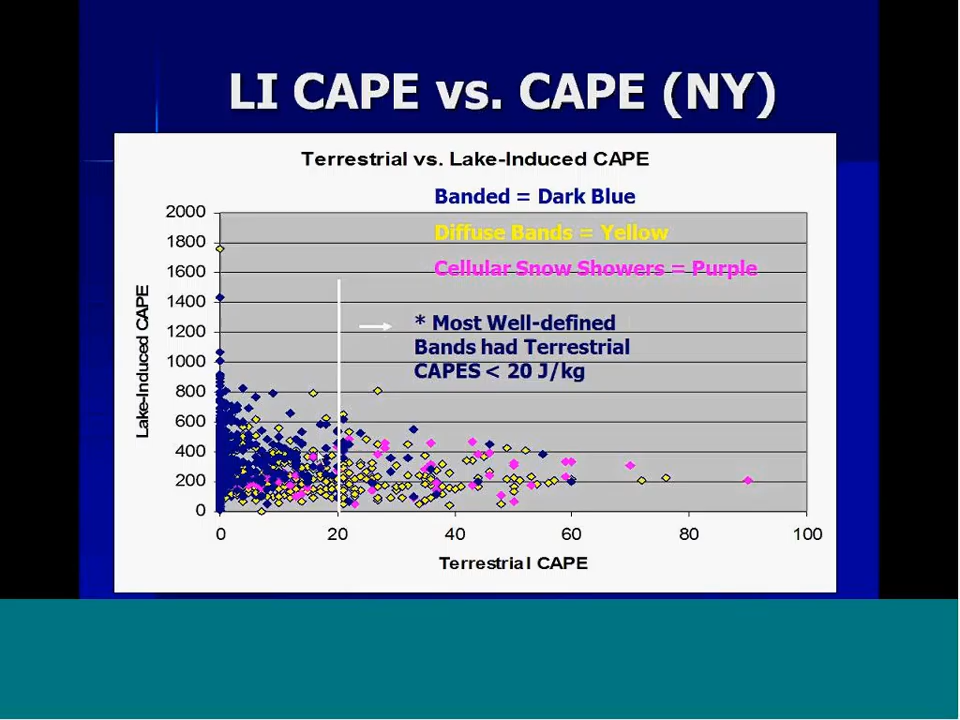 LI CAPE vs. CAPE (NY)
Terrestrial vs. Lake-Induced CAPE
Banded = Dark Blue
Diffuse Bands = Yellow
Cellular Snow Showers = Purple
* Most Well-defined
Bands had Terrestrial
CAPES < 20 J/kg
Lake-Induced CAPE
2000
1800
1600
1400
1200
1000
800
600
400
200
0
0 20 40 60 80 100
Terrestrial CAPE